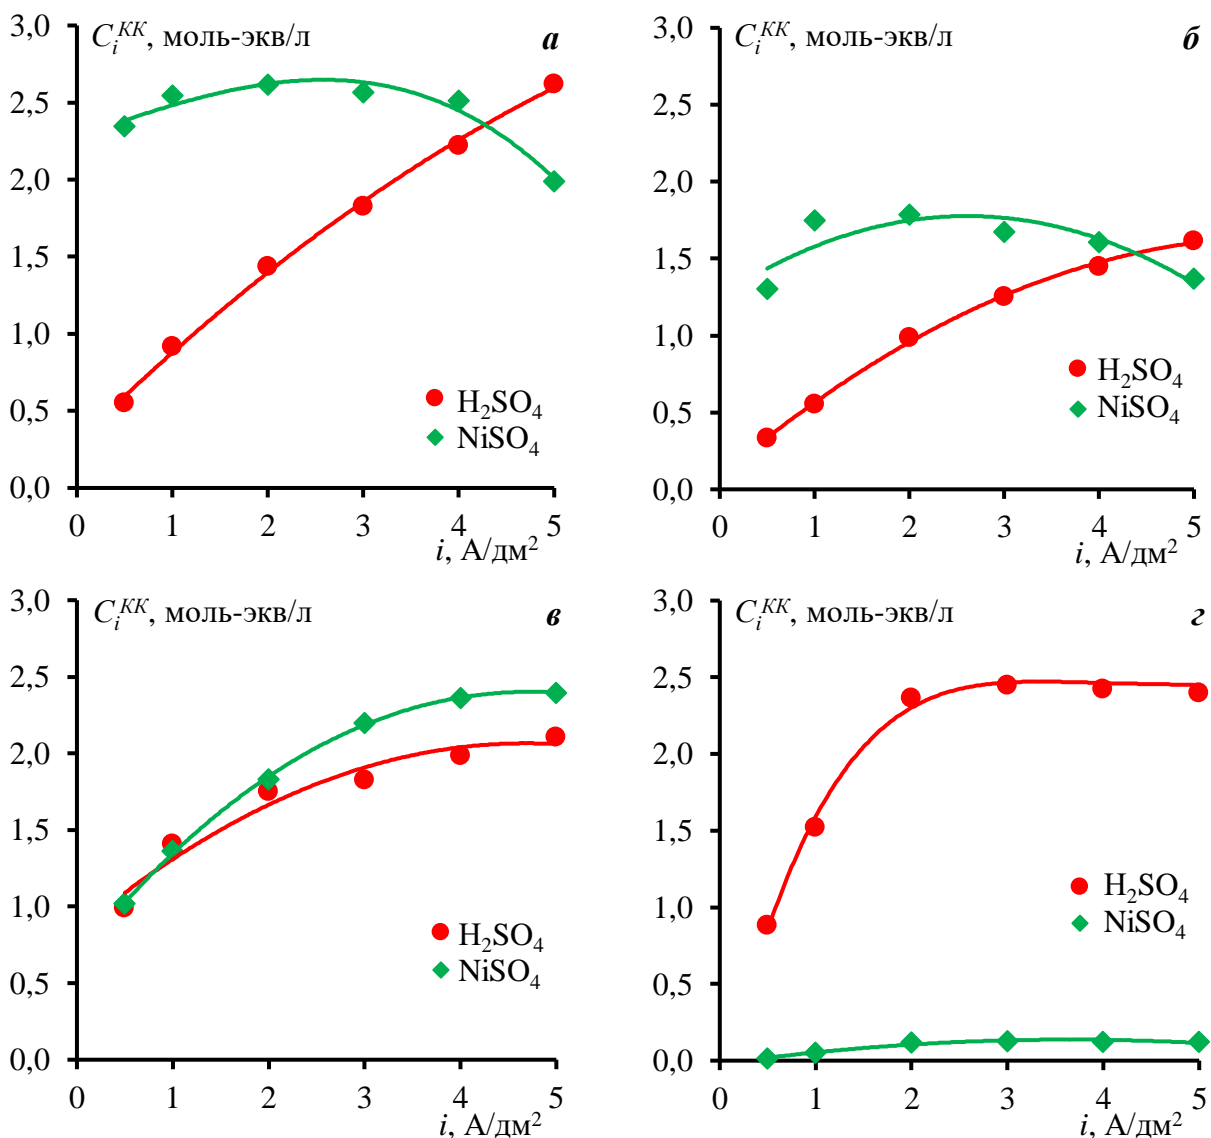 C_i^{КК}, моль-экв/л
а
3,0
2,5
2,0
1,5
1,0
0,5
0,0
H₂SO₄
NiSO₄
0 1 2 3 4 5
i, А/дм²
C_i^{КК}, моль-экв/л
б
3,0
2,5
2,0
1,5
1,0
0,5
0,0
H₂SO₄
NiSO₄
0 1 2 3 4 5
i, А/дм²
C_i^{КК}, моль-экв/л
в
3,0
2,5
2,0
1,5
1,0
0,5
0,0
H₂SO₄
NiSO₄
0 1 2 3 4 5
i, А/дм²
C_i^{КК}, моль-экв/л
г
3,0
2,5
2,0
1,5
1,0
0,5
0,0
H₂SO₄
NiSO₄
0 1 2 3 4 5
i, А/дм²